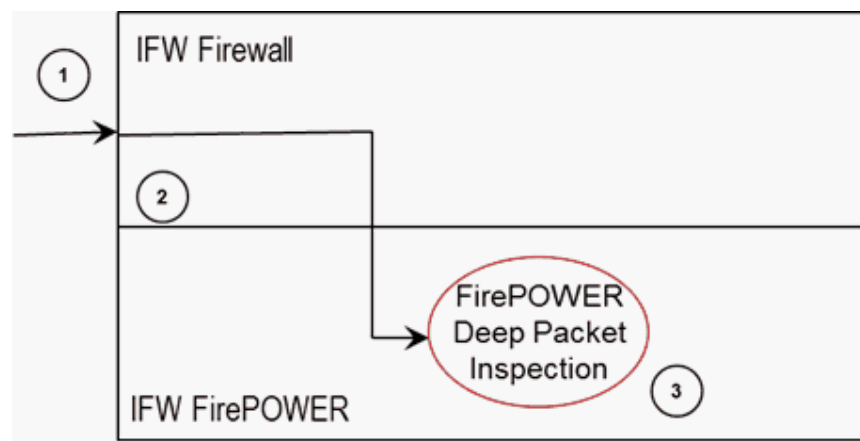 1
IFW Firewall
2
FirePOWER
Deep Packet
Inspection
3
IFW FirePOWER